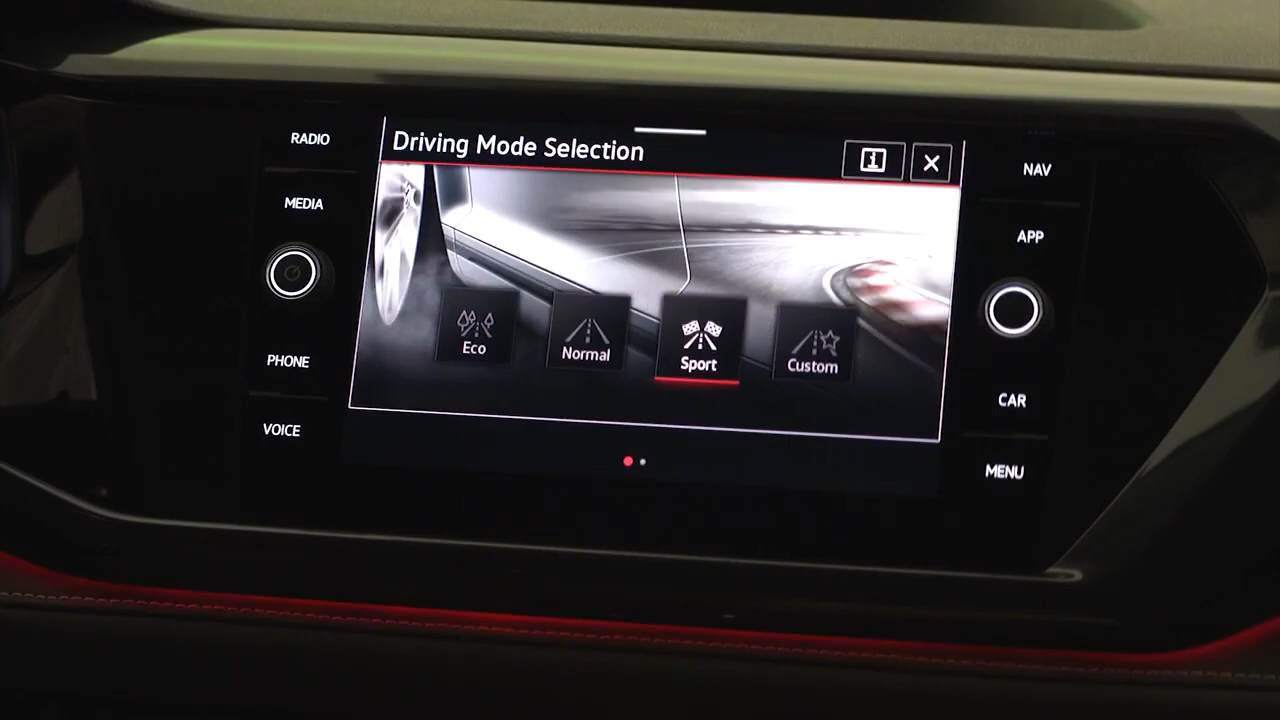 RADIO
MEDIA
PHONE
VOICE
Driving Mode Selection
i
Eco
Normal
Sport
Custom
NAV
APP
CAR
MENU